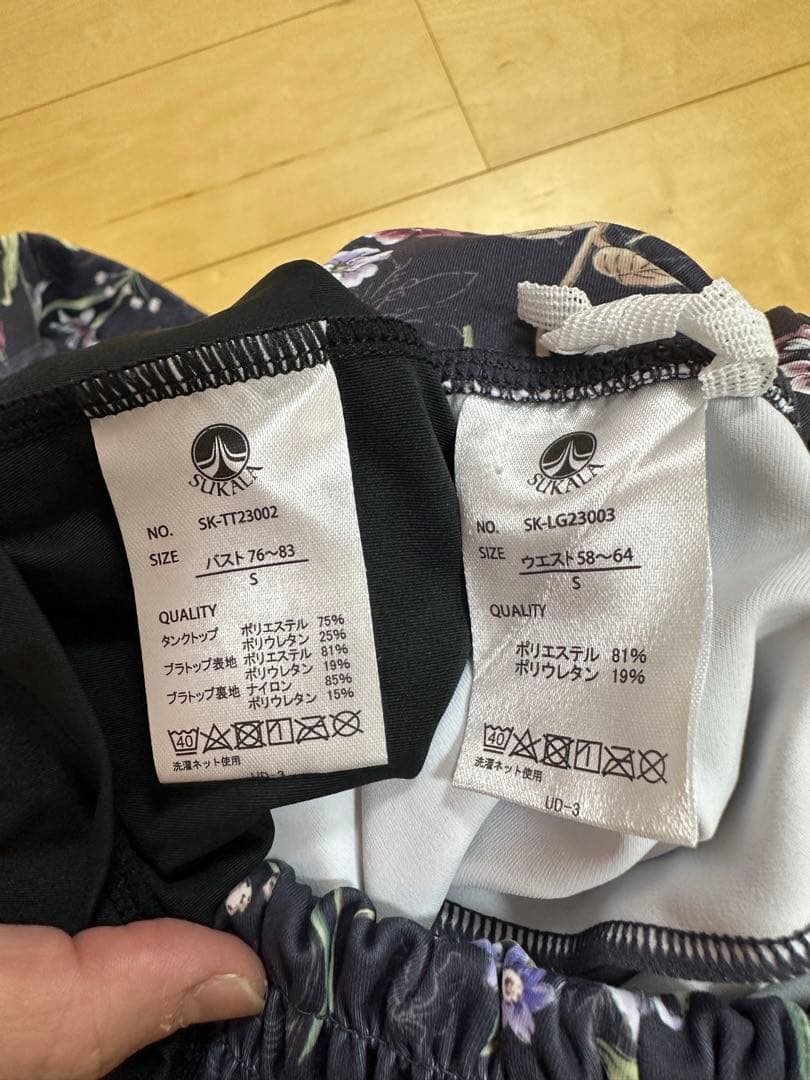 SUKALA
NO. SK-TT23002
SIZE バスト 76～83
S
QUALITY
タンクトップ ポリエステル 75%
ポリウレタン 25%
ブラトップ表地 ポリエステル 81%
ポリウレタン 19%
ブラトップ裏地 ナイロン 85%
ポリウレタン 15%
40
洗濯ネット使用
UD-3
SUKALA
NO. SK-LG23003
SIZE ウエスト 58～64
S
QUALITY
ポリエステル 81%
ポリウレタン 19%
40
洗濯ネット使用
UD-3